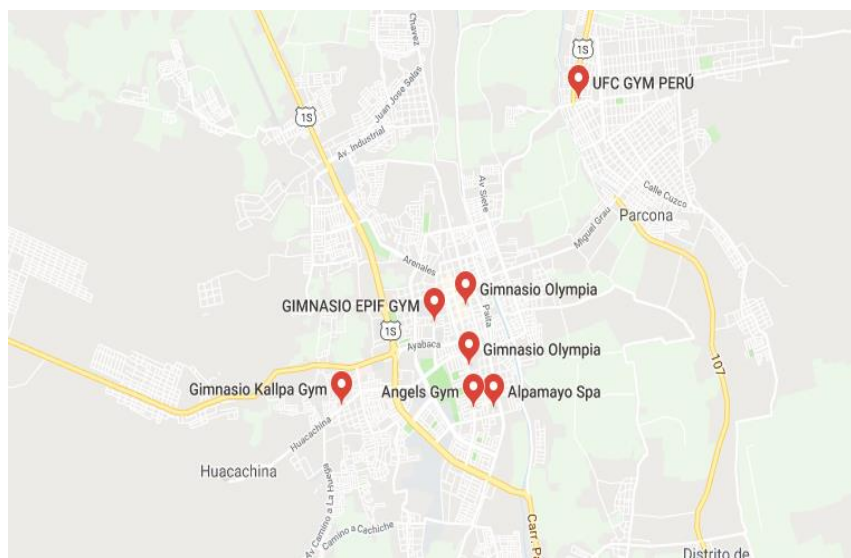 Chavez
1S
UFC GYM PERÚ
Juan Jose Salas
1S
Av. Industrial
Av Siete
Calle Cuzco
Parcona
Miguel Grau
Arenales
Gimnasio Olympia
GIMNASIO EPIF GYM
Paita
1S
Ayabaca
Gimnasio Olympia
107
Gimnasio Kallpa Gym
Angels Gym
Alpamayo Spa
Huacachina
Huacachina
Av Camino a La Huega
Camino a Cachiche
Carr. P
Distrito de